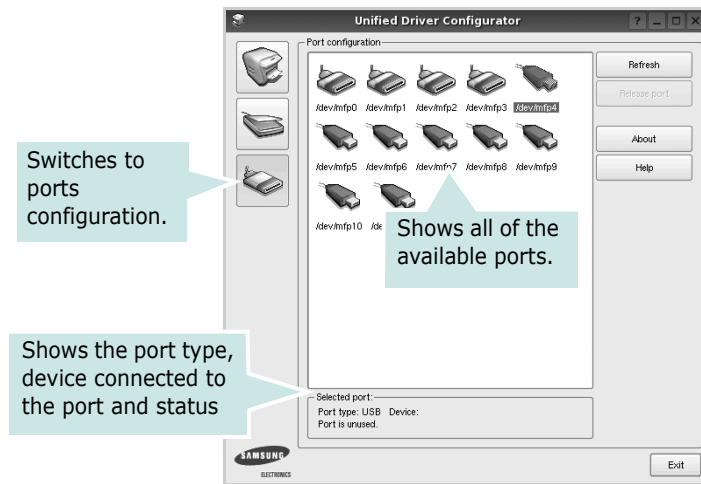 Unified Driver Configurator
Port configuration
/dev/mfp0 /dev/mfp1 /dev/mfp2 /dev/mfp3 /dev/mfp4
/dev/mfp5 /dev/mfp6 /dev/mfp7 /dev/mfp8 /dev/mfp9
/dev/mfp10
Refresh
Release port
About
Help
Switches to
ports
configuration.
Shows all of the
available ports.
Shows the port type,
device connected to
the port and status
Selected port:
Port type: USB Device:
Port is unused.
SAMSUNG
ELECTRONICS
Exit